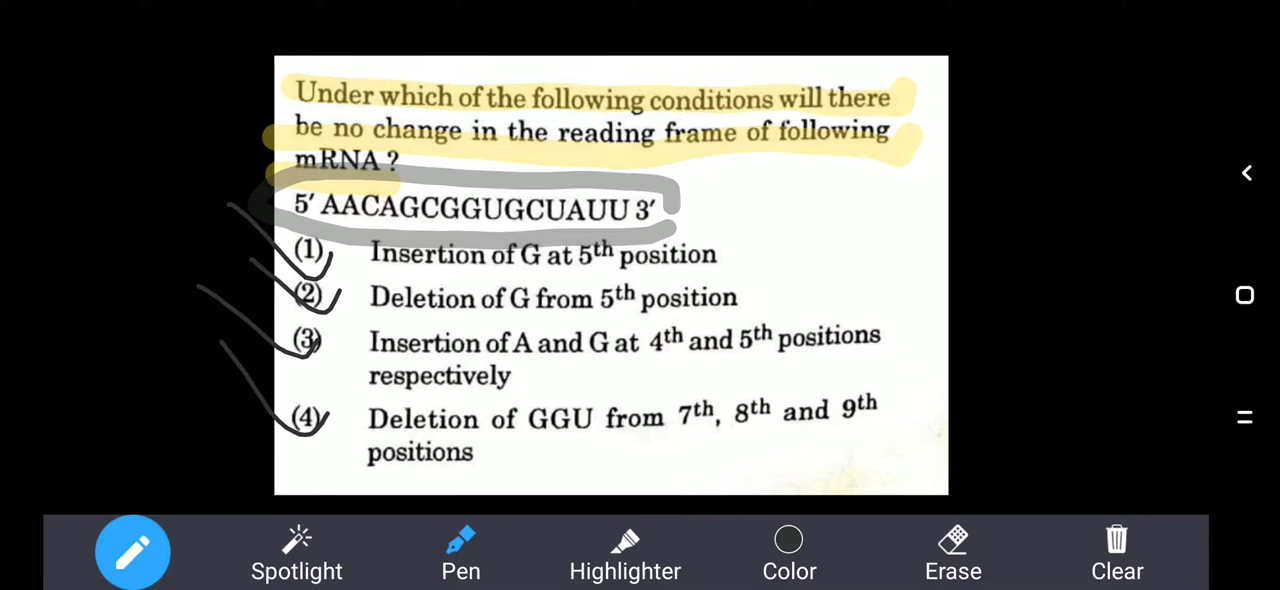 Under which of the following conditions will there
be no change in the reading frame of following
mRNA ?
5′ AACAGCGGUGCUAUU 3′
(1) Insertion of G at 5th position
(2) Deletion of G from 5th position
(3) Insertion of A and G at 4th and 5th positions
respectively
(4) Deletion of GGU from 7th, 8th and 9th
positions
Spotlight Pen Highlighter Color Erase Clear